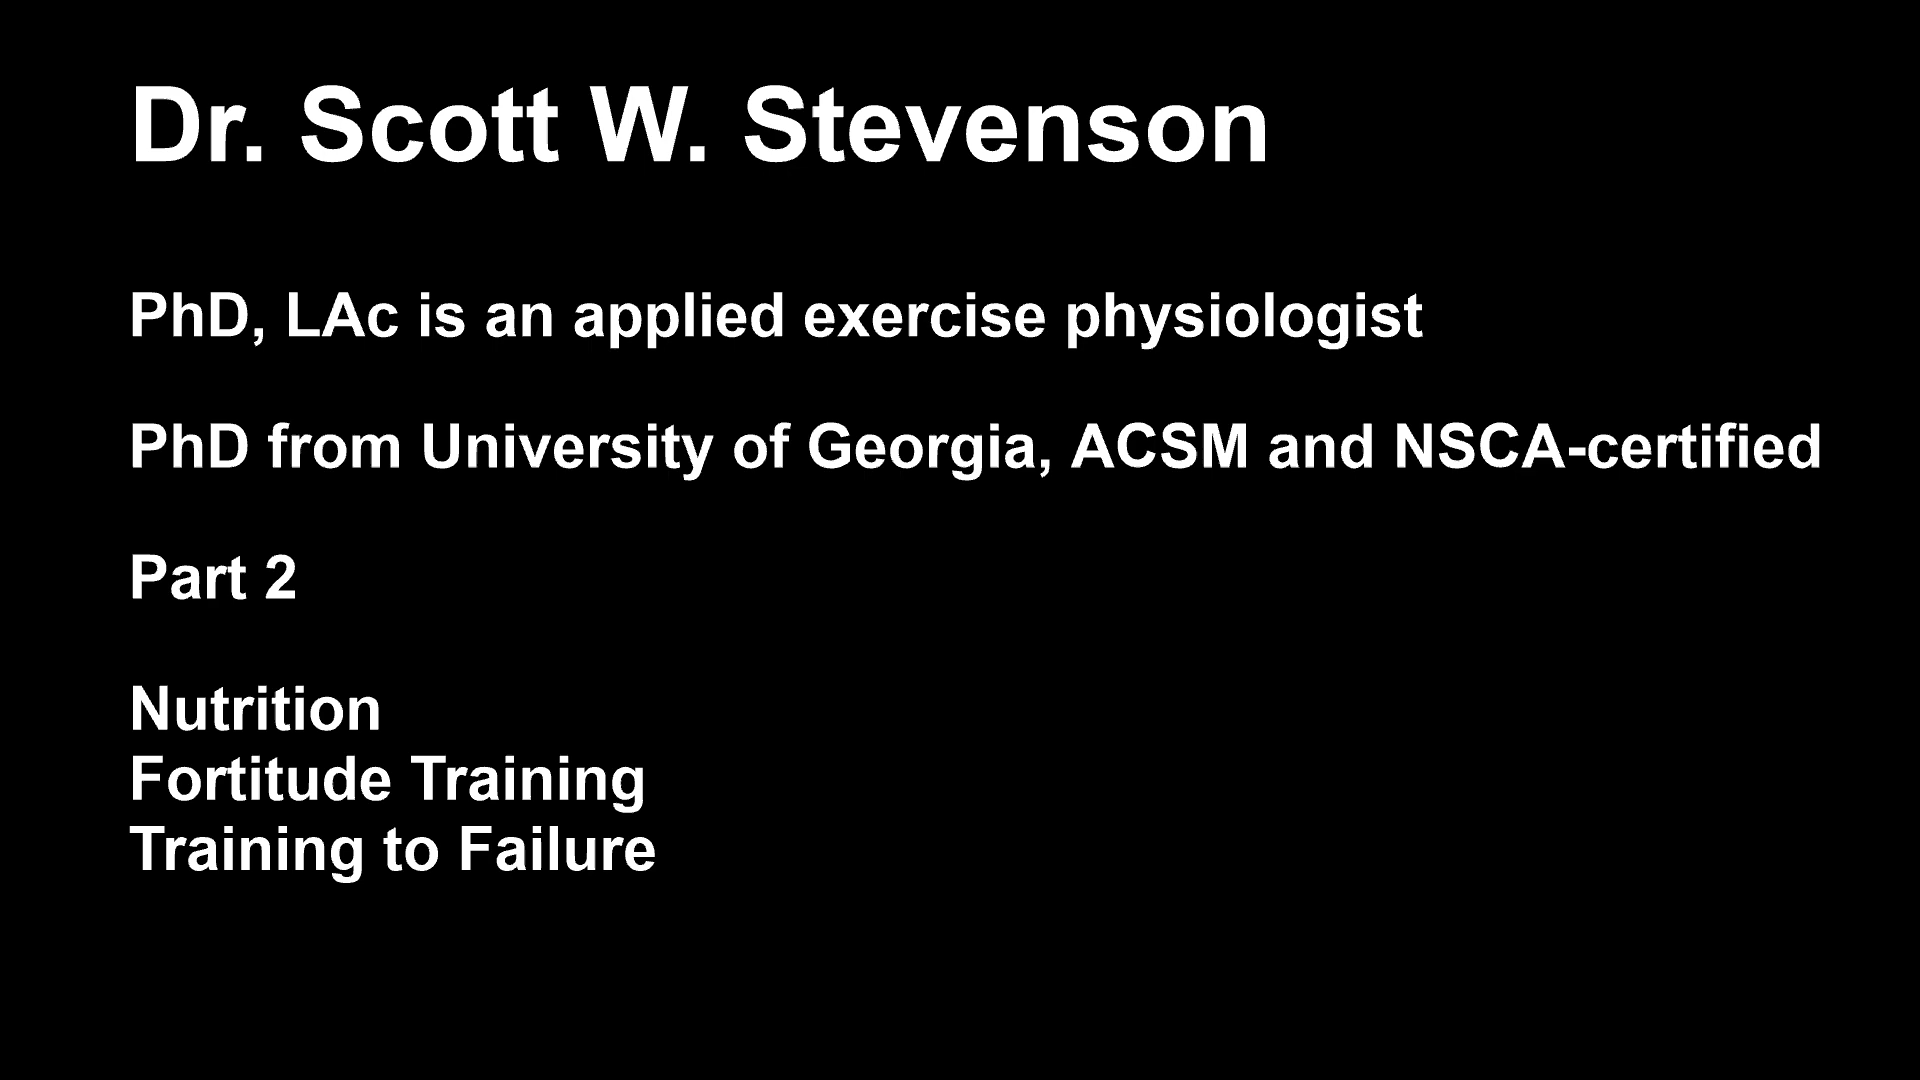 Dr. Scott W. Stevenson
PhD, LAc is an applied exercise physiologist
PhD from University of Georgia, ACSM and NSCA-certified
Part 2
Nutrition
Fortitude Training
Training to Failure